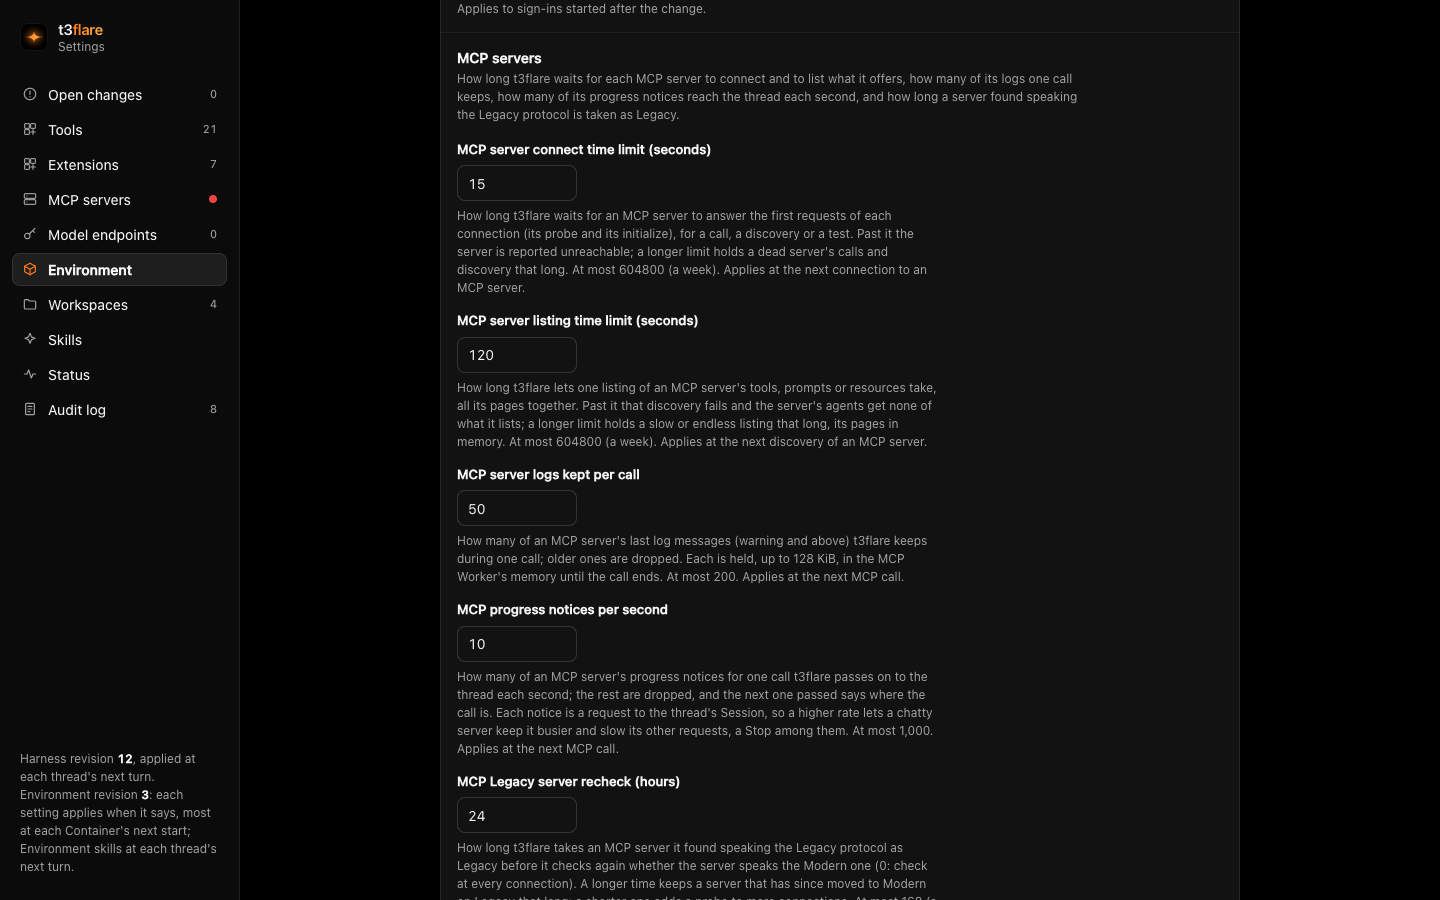 t3flare
Settings
Open changes 0
Tools 21
Extensions 7
MCP servers
Model endpoints 0
Environment
Workspaces 4
Skills
Status
Audit log 8
Harness revision 12, applied at
each thread's next turn.
Environment revision 3: each
setting applies when it says, most
at each Container's next start;
Environment skills at each thread's
next turn.
Applies to sign-ins started after the change.
MCP servers
How long t3flare waits for each MCP server to connect and to list what it offers, how many of its logs one call
keeps, how many of its progress notices reach the thread each second, and how long a server found speaking
the Legacy protocol is taken as Legacy.
MCP server connect time limit (seconds)
15
How long t3flare waits for an MCP server to answer the first requests of each
connection (its probe and its initialize), for a call, a discovery or a test. Past it the
server is reported unreachable; a longer limit holds a dead server's calls and
discovery that long. At most 604800 (a week). Applies at the next connection to an
MCP server.
MCP server listing time limit (seconds)
120
How long t3flare lets one listing of an MCP server's tools, prompts or resources take,
all its pages together. Past it that discovery fails and the server's agents get none of
what it lists; a longer limit holds a slow or endless listing that long, its pages in
memory. At most 604800 (a week). Applies at the next discovery of an MCP server.
MCP server logs kept per call
50
How many of an MCP server's last log messages (warning and above) t3flare keeps
during one call; older ones are dropped. Each is held, up to 128 KiB, in the MCP
Worker's memory until the call ends. At most 200. Applies at the next MCP call.
MCP progress notices per second
10
How many of an MCP server's progress notices for one call t3flare passes on to the
thread each second; the rest are dropped, and the next one passed says where the
call is. Each notice is a request to the thread's Session, so a higher rate lets a chatty
server keep it busier and slow its other requests, a Stop among them. At most 1,000.
Applies at the next MCP call.
MCP Legacy server recheck (hours)
24
How long t3flare takes an MCP server it found speaking the Legacy protocol as
Legacy before it checks again whether the server speaks the Modern one (0: check
at every connection). A longer time keeps a server that has since moved to Modern